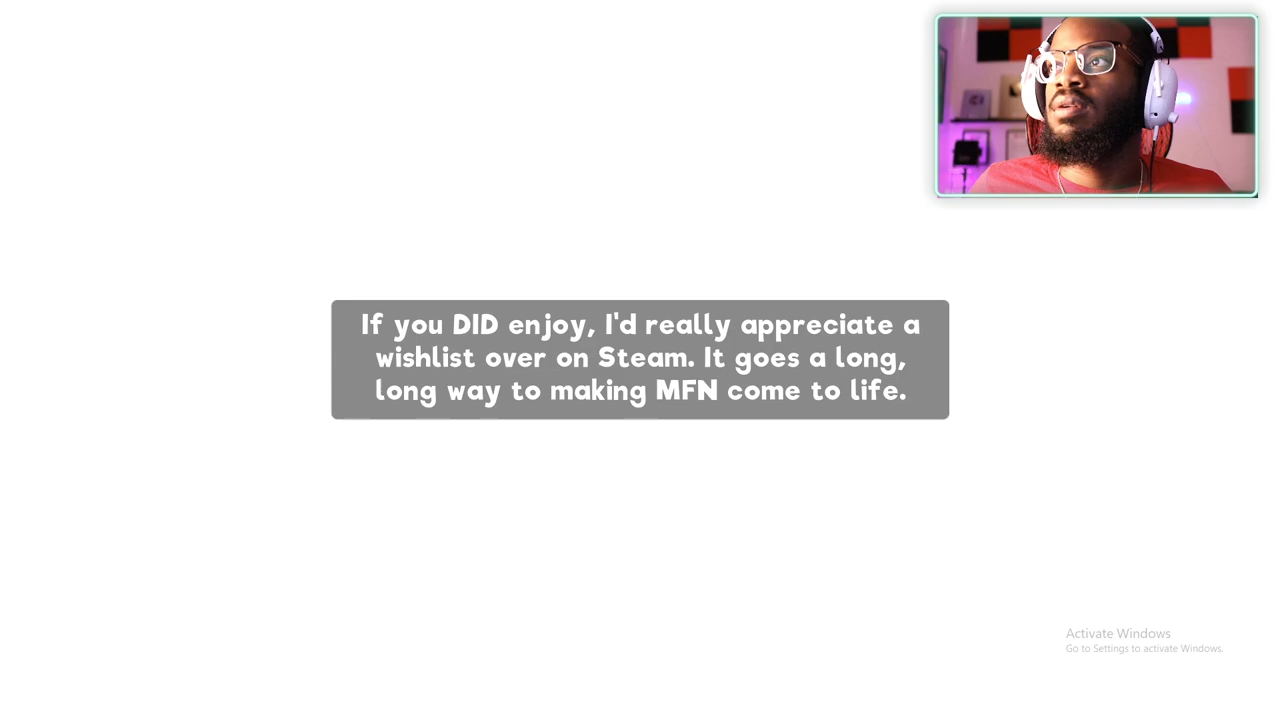 If you DID enjoy, I'd really appreciate a
wishlist over on Steam. It goes a long,
long way to making MFN come to life.
Activate Windows
Go to Settings to activate Windows.